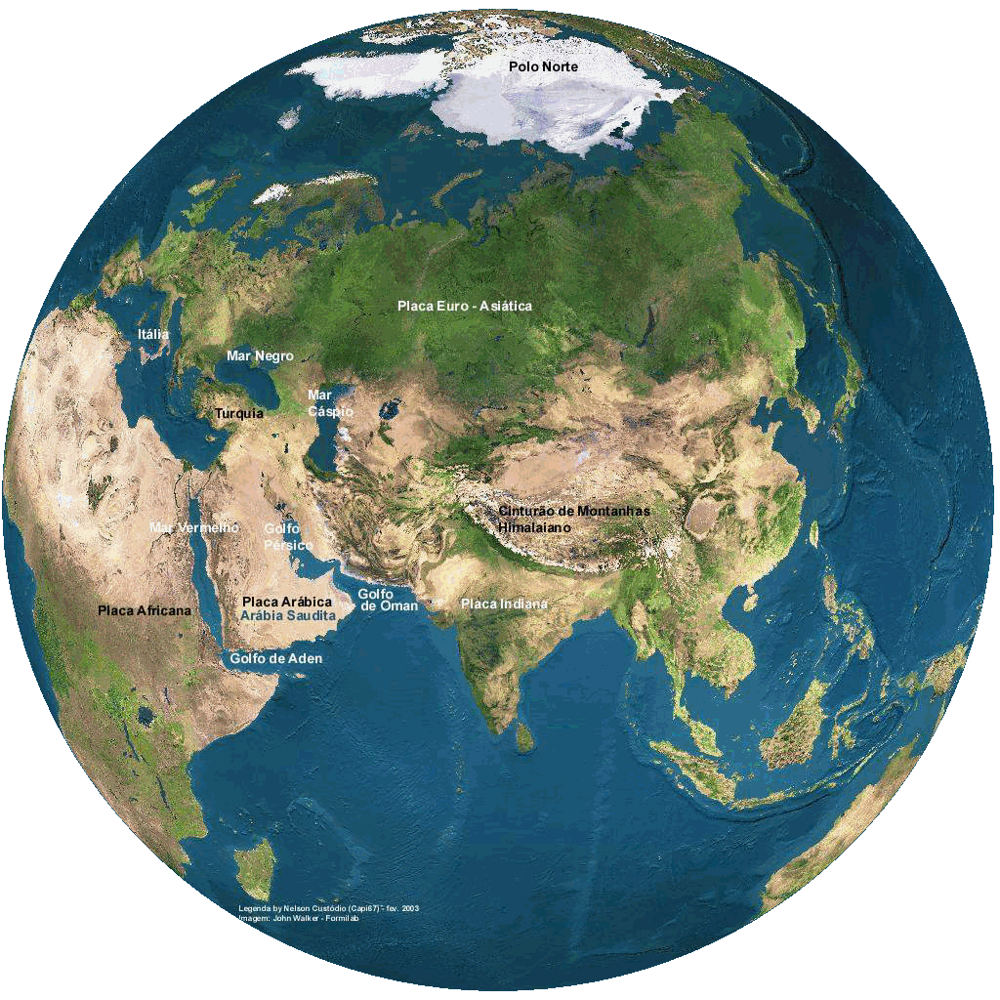 Polo Norte
Placa Euro - Asiática
Itália
Mar Negro
Mar
Cáspio
Turquia
Cinturão de Montanhas
Himalaiano
Mar Vermelho
Golfo
Pérsico
Golfo
de Oman
Placa Arábica
Placa Indiana
Placa Africana
Arábia Saudita
Golfo de Aden
Legenda by Nelson Custódio (Capi67) - fev. 2003
Imagem: John Walker - Formilab